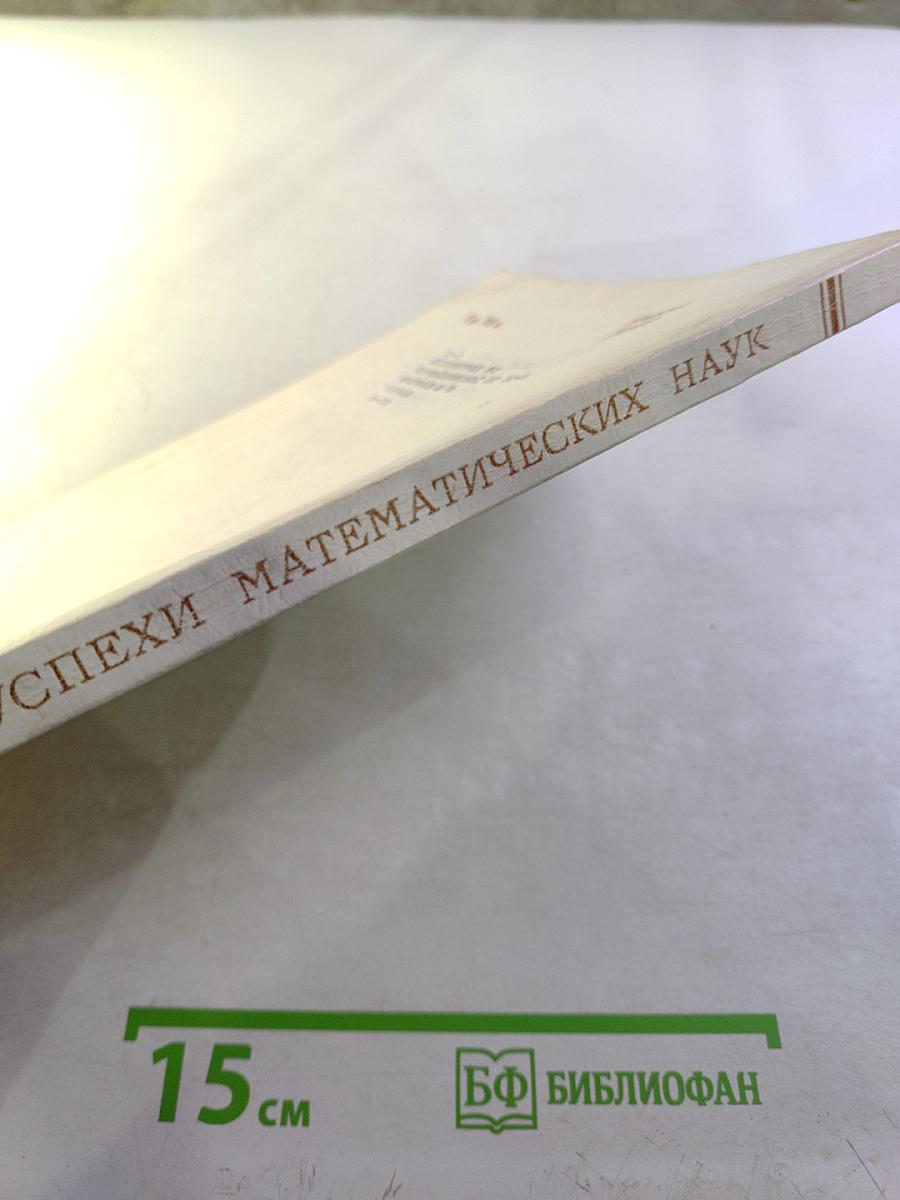 УСПЕХИ МАТЕМАТИЧЕСКИХ НАУК
15 см
БФ БИБЛИОФАН